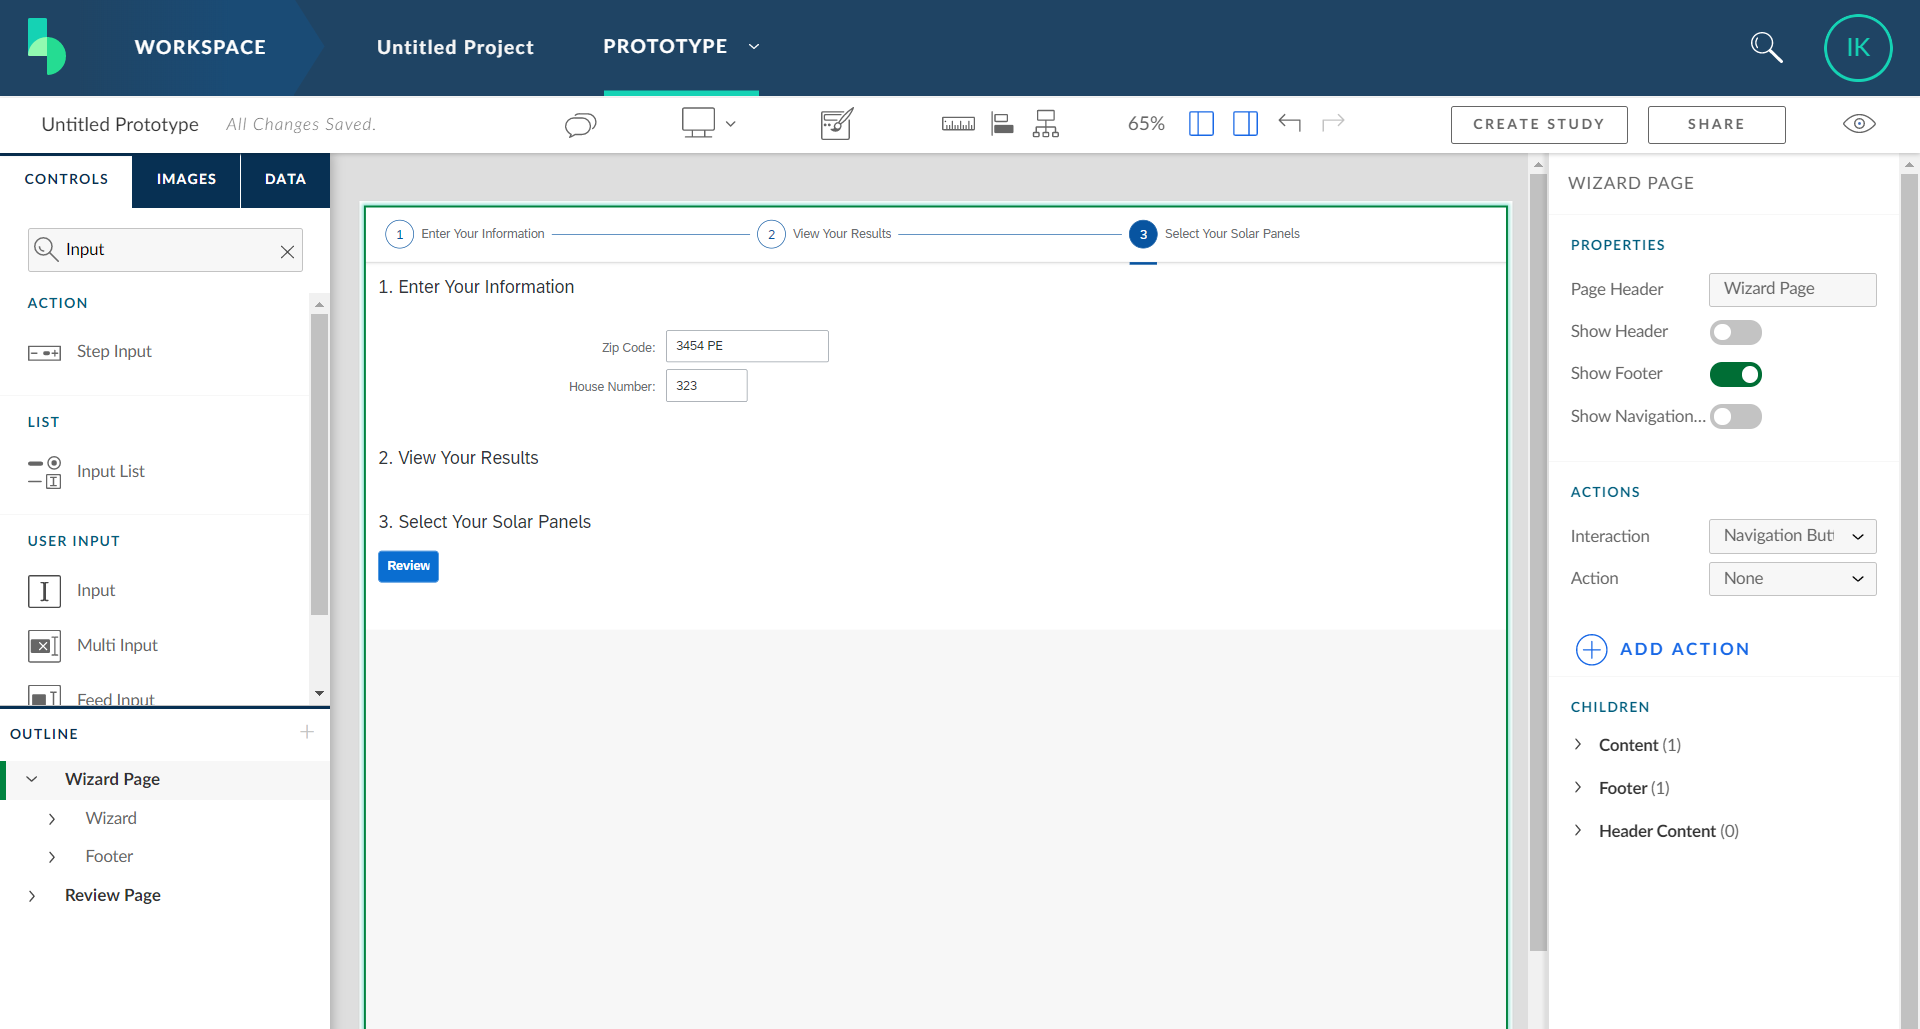 WORKSPACE
Untitled Project
PROTOTYPE
IK
Untitled Prototype
All Changes Saved.
65%
CREATE STUDY
SHARE
CONTROLS
IMAGES
DATA
Input
ACTION
Step Input
LIST
Input List
USER INPUT
Input
Multi Input
Feed Input
OUTLINE
Wizard Page
Wizard
Footer
Review Page
1 Enter Your Information
2 View Your Results
3 Select Your Solar Panels
1. Enter Your Information
Zip Code: 3454 PE
House Number: 323
2. View Your Results
3. Select Your Solar Panels
Review
WIZARD PAGE
PROPERTIES
Page Header Wizard Page
Show Header
Show Footer
Show Navigation...
ACTIONS
Interaction Navigation Butt
Action None
ADD ACTION
CHILDREN
Content (1)
Footer (1)
Header Content (0)